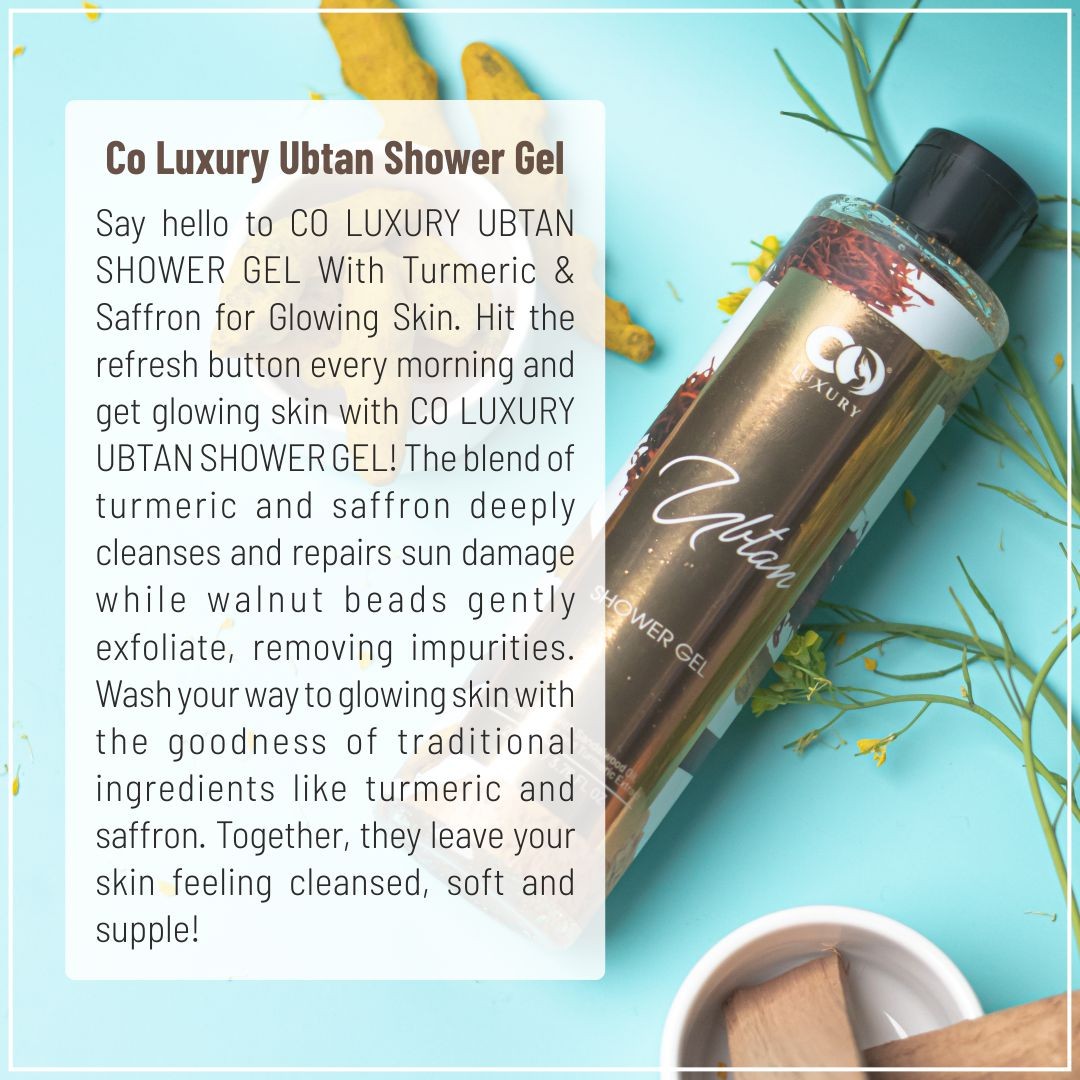 Co Luxury Ubtan Shower Gel
Say hello to CO LUXURY UBTAN
SHOWER GEL With Turmeric &
Saffron for Glowing Skin. Hit the
refresh button every morning and
get glowing skin with CO LUXURY
UBTAN SHOWER GEL! The blend of
turmeric and saffron deeply
cleanses and repairs sun damage
while walnut beads gently
exfoliate, removing impurities.
Wash your way to glowing skin with
the goodness of traditional
ingredients like turmeric and
saffron. Together, they leave your
skin feeling cleansed, soft and
supple!
CO
LUXURY
Ubtan
SHOWER GEL